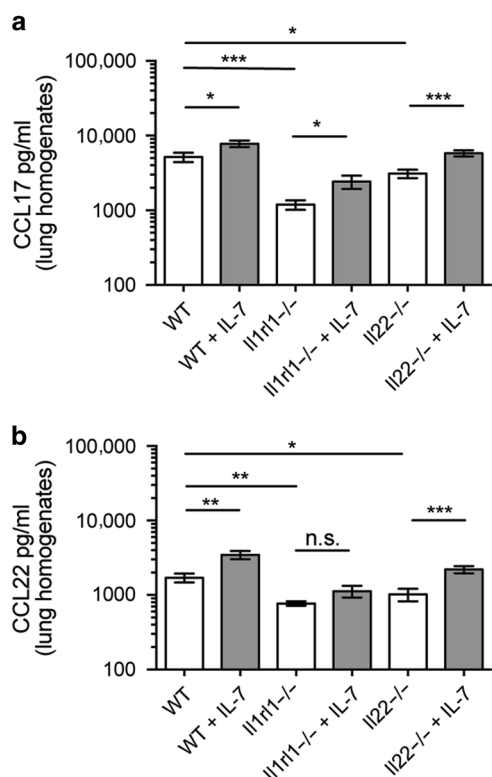 a
*
***
*
*
***
100,000
10,000
1000
100
CCL17 pg/ml
(lung homogenates)
WT
WT + IL-7
Il1rl1−/−
Il1rl1−/− + IL-7
Il22−/−
Il22−/− + IL-7
b
*
**
**
n.s.
***
100,000
10,000
1000
100
CCL22 pg/ml
(lung homogenates)
WT
WT + IL-7
Il1rl1−/−
Il1rl1−/− + IL-7
Il22−/−
Il22−/− + IL-7